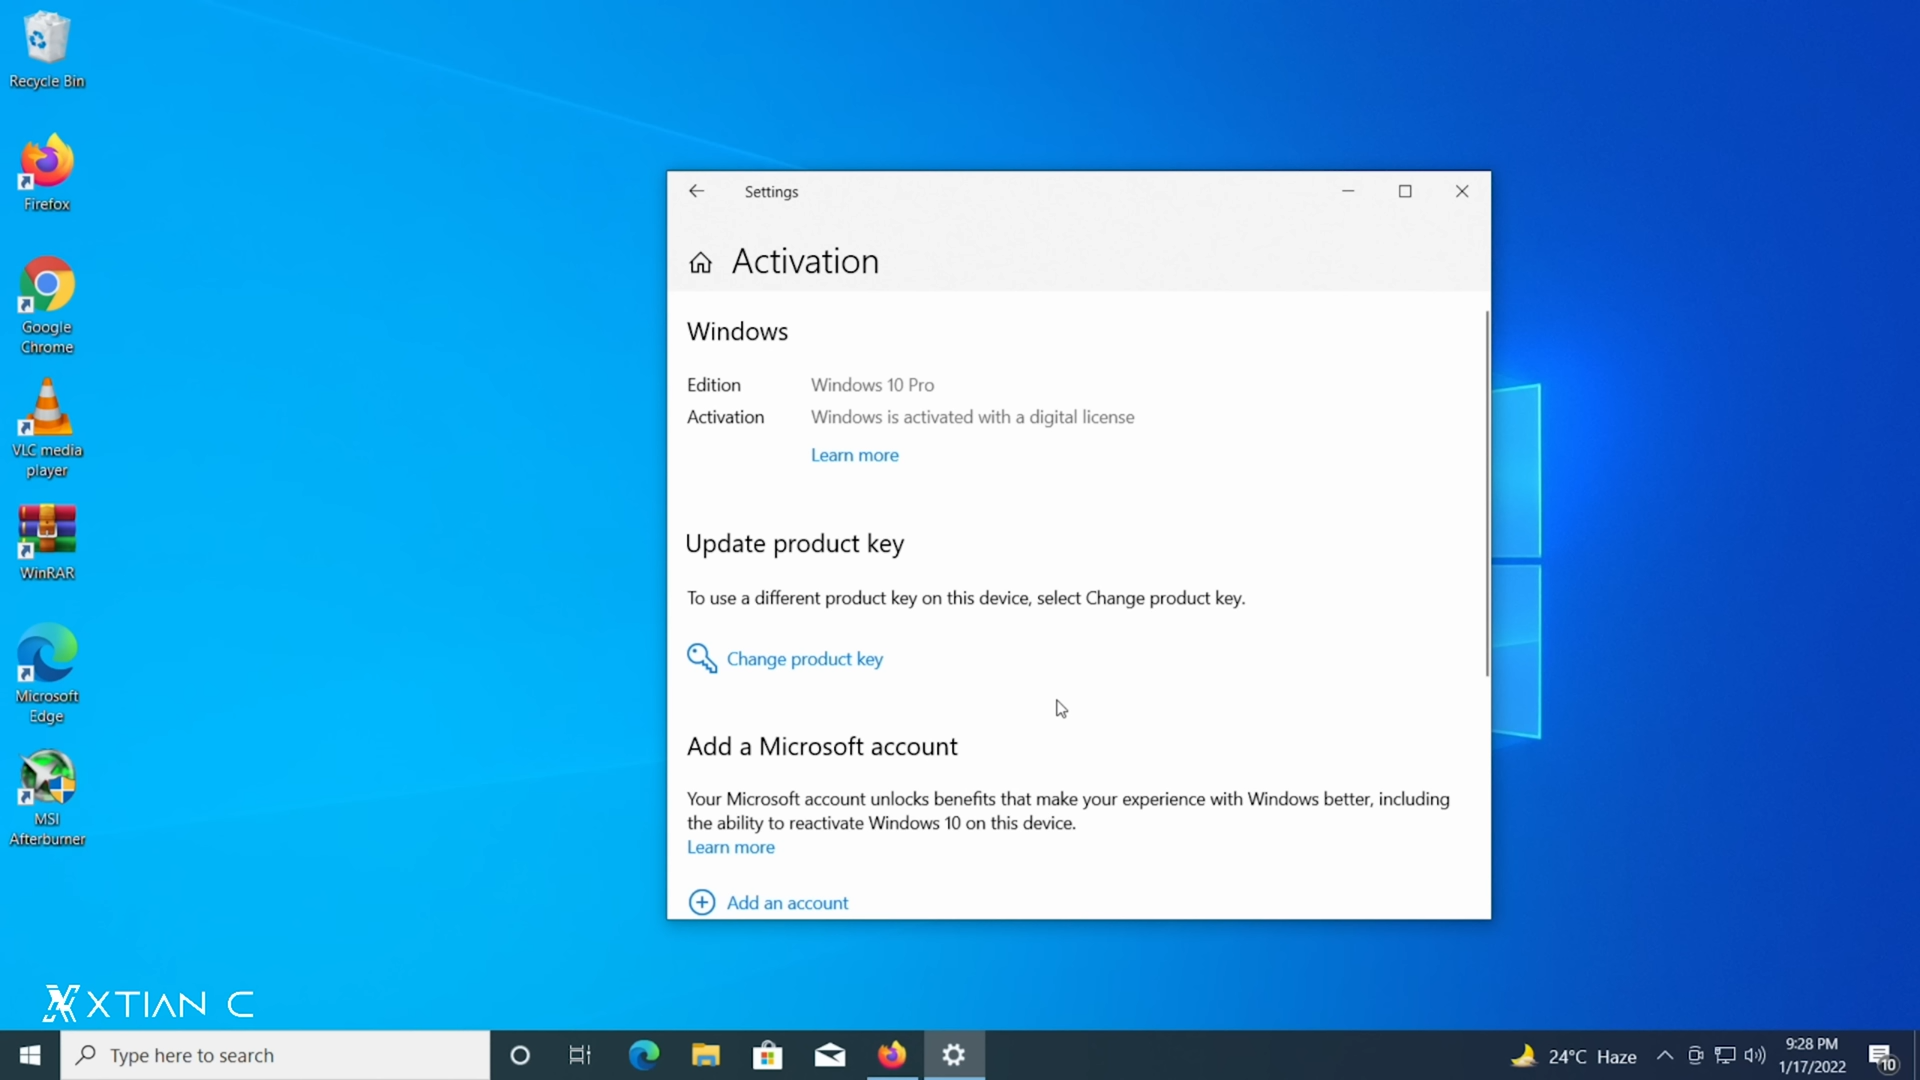 Recycle Bin
Firefox
Google
Chrome
VLC media
player
WinRAR
Microsoft
Edge
MSI
Afterburner
XTIAN C
Settings
Activation
Windows
Edition Windows 10 Pro
Activation Windows is activated with a digital license
Learn more
Update product key
To use a different product key on this device, select Change product key.
Change product key
Add a Microsoft account
Your Microsoft account unlocks benefits that make your experience with Windows better, including
the ability to reactivate Windows 10 on this device.
Learn more
Add an account
Type here to search
24°C Haze
9:28 PM
1/17/2022
10